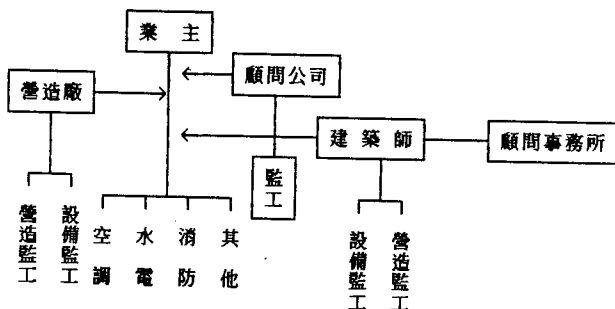 業主
顧問公司
營造廠
建築師
顧問事務所
監工
營造監工
設備監工
空調
水電
消防
其他
設備監工
營造監工